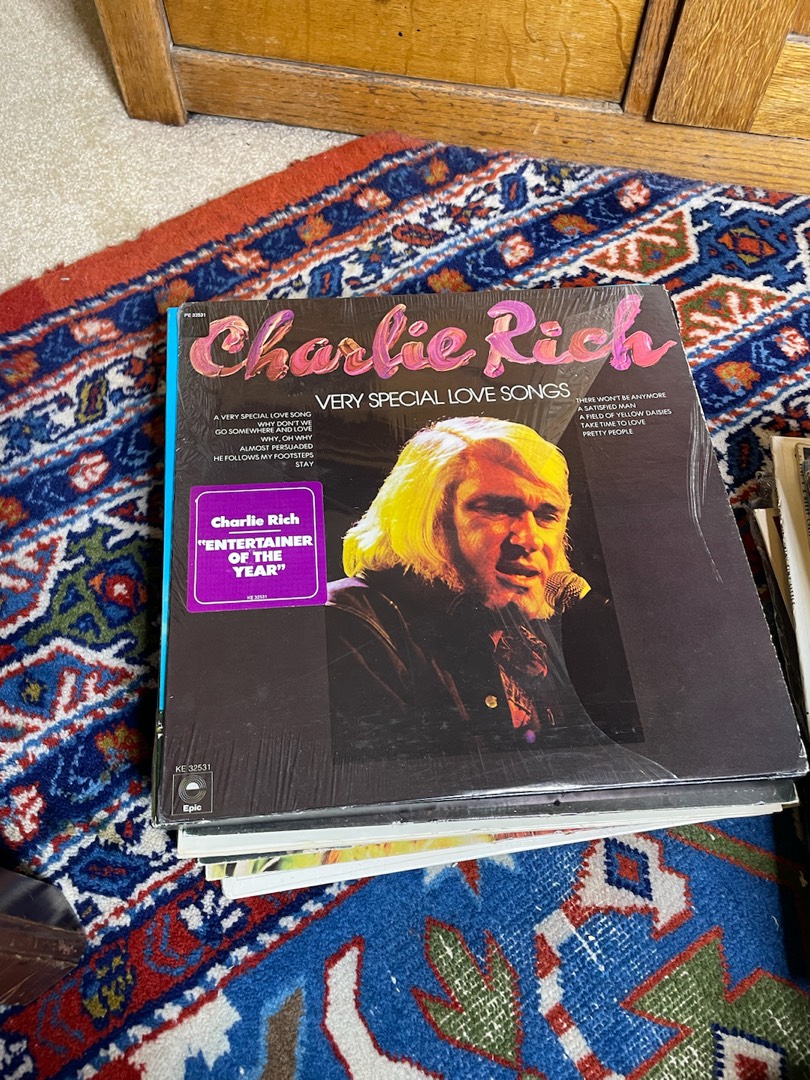 PE 32531
Charlie Rich
VERY SPECIAL LOVE SONGS
A VERY SPECIAL LOVE SONG
WHY DON'T WE
GO SOMEWHERE AND LOVE
WHY, OH WHY
ALMOST PERSUADED
HE FOLLOWS MY FOOTSTEPS
STAY
THERE WON'T BE ANYMORE
A SATISFIED MAN
A FIELD OF YELLOW DAISIES
TAKE TIME TO LOVE
PRETTY PEOPLE
Charlie Rich
"ENTERTAINER
OF THE
YEAR"
KE 32531
KE 32531
Epic